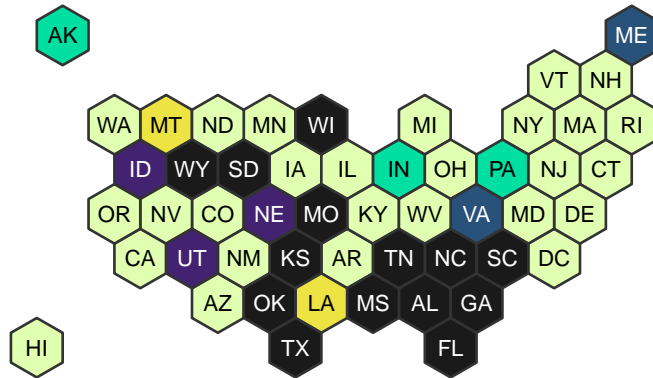 AK ME
VT NH
WA MT ND MN WI MI NY MA RI
ID WY SD IA IL IN OH PA NJ CT
OR NV CO NE MO KY WV VA MD DE
CA UT NM KS AR TN NC SC DC
AZ OK LA MS AL GA
HI TX FL